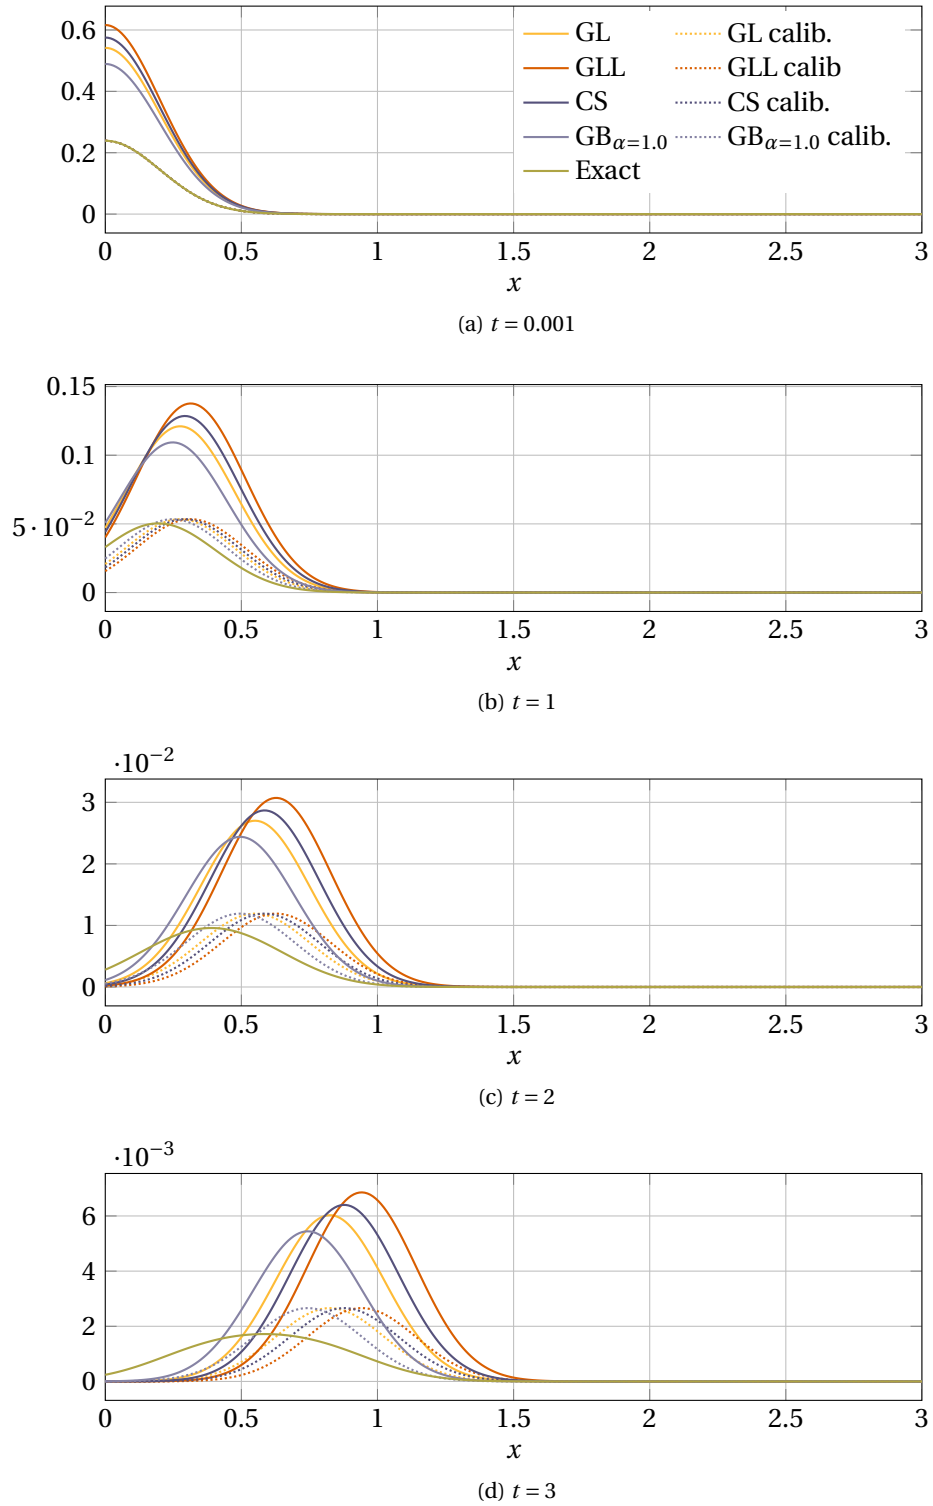 0.6
0.4
0.2
0
GL
GL calib.
GLL
GLL calib
CS
CS calib.
GBα=1.0
GBα=1.0 calib.
Exact
0 0.5 1 1.5 2 2.5 3
x
(a) t = 0.001
0.15
0.1
5 · 10−2
0
0 0.5 1 1.5 2 2.5 3
x
(b) t = 1
·10−2
3
2
1
0
0 0.5 1 1.5 2 2.5 3
x
(c) t = 2
·10−3
6
4
2
0
0 0.5 1 1.5 2 2.5 3
x
(d) t = 3